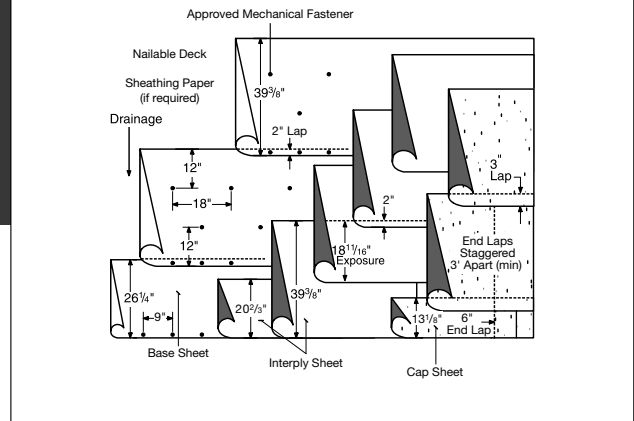 Approved Mechanical Fastener
Nailable Deck
Sheathing Paper
(if required)
Drainage
39³⁄₈"
2" Lap
12"
18"
12"
3"
Lap
2"
18¹¹⁄₁₆"
Exposure
End Laps
Staggered
3' Apart (min)
26¹⁄₄"
9"
20²⁄₃"
39³⁄₈"
13¹⁄₈"
6"
End Lap
Base Sheet
Interply Sheet
Cap Sheet